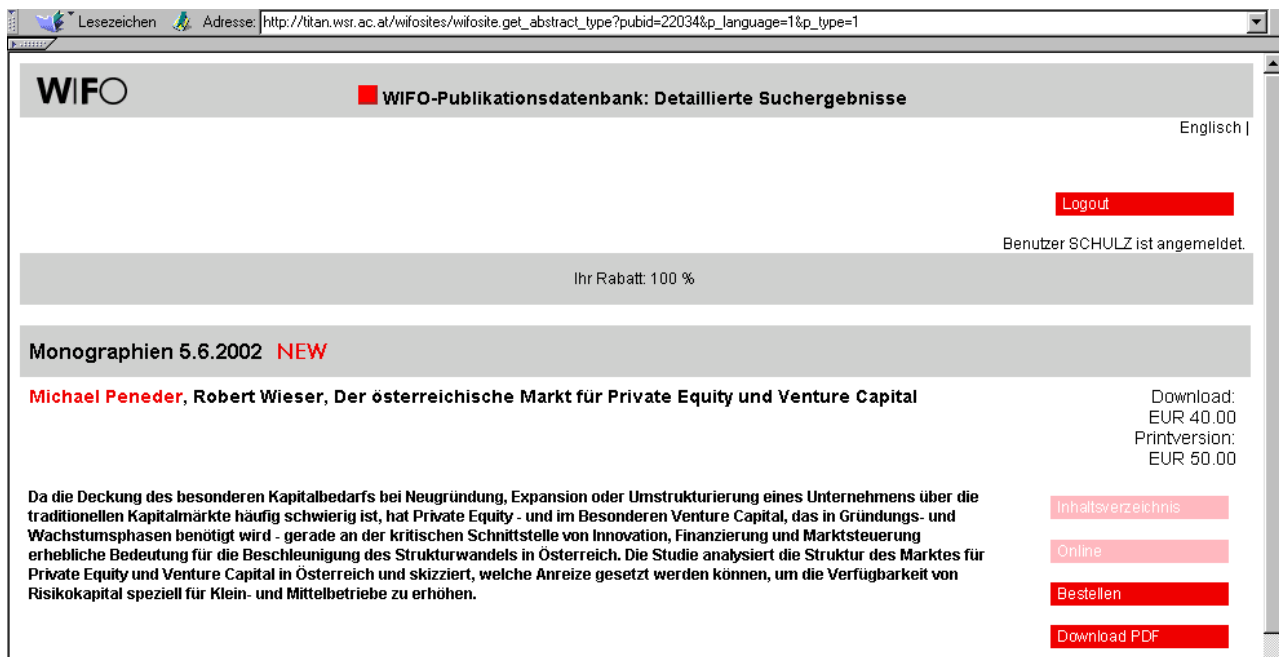 Lesezeichen Adresse: http://titan.wsr.ac.at/wifosites/wifosite.get_abstract_type?pubid=22034&p_language=1&p_type=1
WIFO
WIFO-Publikationsdatenbank: Detaillierte Suchergebnisse
Englisch |
Logout
Benutzer SCHULZ ist angemeldet.
Ihr Rabatt: 100 %
Monographien 5.6.2002 NEW
Michael Peneder, Robert Wieser, Der österreichische Markt für Private Equity und Venture Capital
Download:
EUR 40.00
Printversion:
EUR 50.00
Da die Deckung des besonderen Kapitalbedarfs bei Neugründung, Expansion oder Umstrukturierung eines Unternehmens über die
traditionellen Kapitalmärkte häufig schwierig ist, hat Private Equity - und im Besonderen Venture Capital, das in Gründungs- und
Wachstumsphasen benötigt wird - gerade an der kritischen Schnittstelle von Innovation, Finanzierung und Marktsteuerung
erhebliche Bedeutung für die Beschleunigung des Strukturwandels in Österreich. Die Studie analysiert die Struktur des Marktes für
Private Equity und Venture Capital in Österreich und skizziert, welche Anreize gesetzt werden können, um die Verfügbarkeit von
Risikokapital speziell für Klein- und Mittelbetriebe zu erhöhen.
Inhaltsverzeichnis
Online
Bestellen
Download PDF